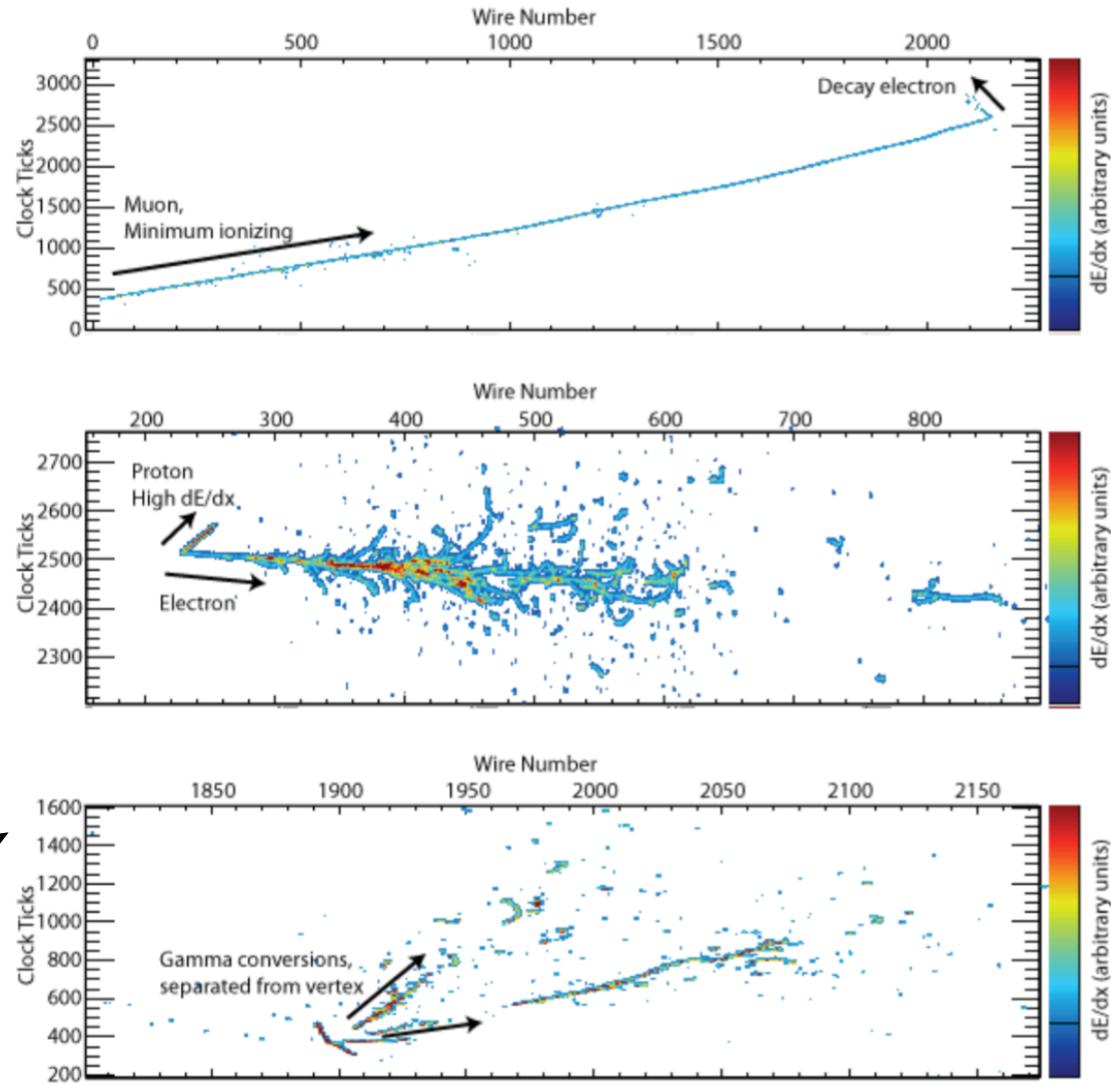 Wire Number
0 500 1000 1500 2000
3000
2500
2000
1500
1000
500
0
Clock Ticks
Decay electron
Muon,
Minimum ionizing
dE/dx (arbitrary units)
Wire Number
200 300 400 500 600 700 800
2700
2600
2500
2400
2300
Clock Ticks
Proton
High dE/dx
Electron
dE/dx (arbitrary units)
Wire Number
1850 1900 1950 2000 2050 2100 2150
1600
1400
1200
1000
800
600
400
200
Clock Ticks
Gamma conversions,
separated from vertex
dE/dx (arbitrary units)